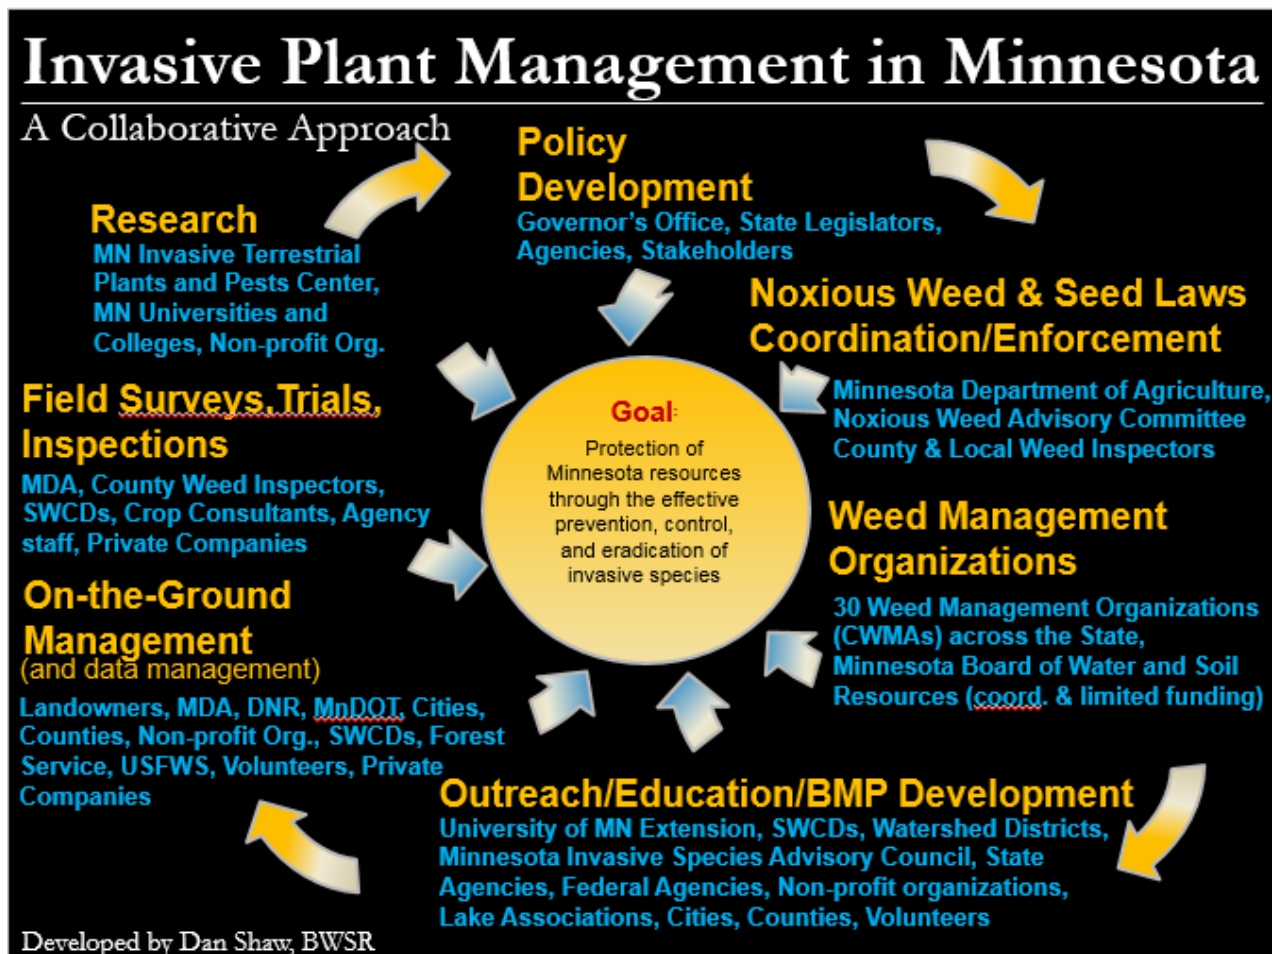 Invasive Plant Management in Minnesota
A Collaborative Approach
Policy
Development
Governor's Office, State Legislators,
Agencies, Stakeholders
Research
MN Invasive Terrestrial
Plants and Pests Center,
MN Universities and
Colleges, Non-profit Org.
Noxious Weed & Seed Laws
Coordination/Enforcement
Minnesota Department of Agriculture,
Noxious Weed Advisory Committee
County & Local Weed Inspectors
Field Surveys,Trials,
Inspections
MDA, County Weed Inspectors,
SWCDs, Crop Consultants, Agency
staff, Private Companies
Goal:
Protection of
Minnesota resources
through the effective
prevention, control,
and eradication of
invasive species
Weed Management
Organizations
30 Weed Management Organizations
(CWMAs) across the State,
Minnesota Board of Water and Soil
Resources (coord. & limited funding)
On-the-Ground
Management
(and data management)
Landowners, MDA, DNR, MnDOT, Cities,
Counties, Non-profit Org., SWCDs, Forest
Service, USFWS, Volunteers, Private
Companies
Outreach/Education/BMP Development
University of MN Extension, SWCDs, Watershed Districts,
Minnesota Invasive Species Advisory Council, State
Agencies, Federal Agencies, Non-profit organizations,
Lake Associations, Cities, Counties, Volunteers
Developed by Dan Shaw, BWSR